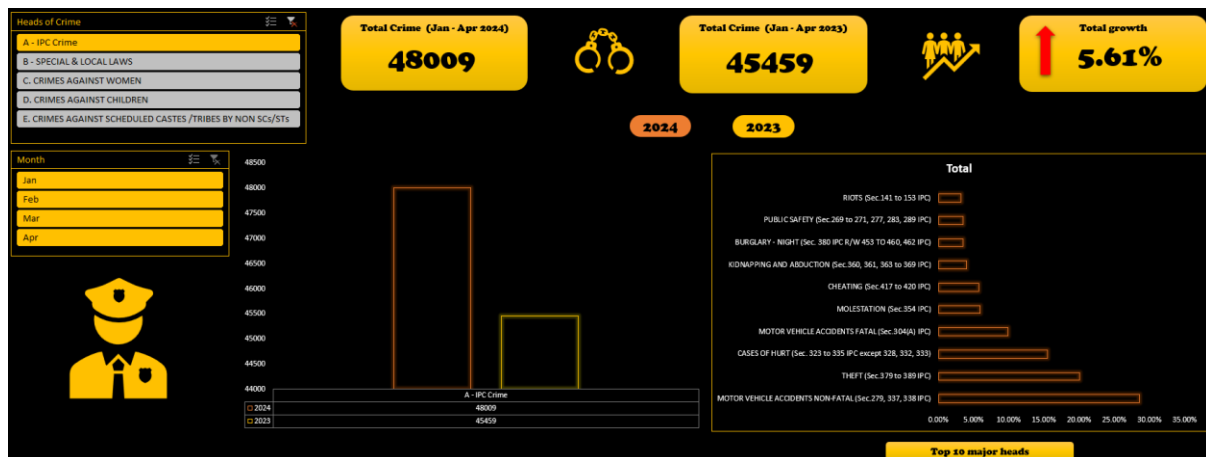 Heads of Crime
A - IPC Crime
B - SPECIAL & LOCAL LAWS
C. CRIMES AGAINST WOMEN
D. CRIMES AGAINST CHILDREN
E. CRIMES AGAINST SCHEDULED CASTES /TRIBES BY NON SCs/STs
Total Crime (Jan - Apr 2024)
48009
Total Crime (Jan - Apr 2023)
45459
Total growth
5.61%
2024
2023
Month
Jan
Feb
Mar
Apr
48500
48000
47500
47000
46500
46000
45500
45000
44500
44000
A - IPC Crime
2024 48009
2023 45459
Total
RIOTS (Sec.141 to 153 IPC)
PUBLIC SAFETY (Sec.269 to 271, 277, 283, 289 IPC)
BURGLARY - NIGHT (Sec. 380 IPC R/W 453 TO 460, 462 IPC)
KIDNAPPING AND ABDUCTION (Sec.360, 361, 363 to 369 IPC)
CHEATING (Sec.417 to 420 IPC)
MOLESTATION (Sec.354 IPC)
MOTOR VEHICLE ACCIDENTS FATAL (Sec.304(A) IPC)
CASES OF HURT (Sec. 323 to 335 IPC except 328, 332, 333)
THEFT (Sec.379 to 389 IPC)
MOTOR VEHICLE ACCIDENTS NON-FATAL (Sec.279, 337, 338 IPC)
0.00% 5.00% 10.00% 15.00% 20.00% 25.00% 30.00% 35.00%
Top 10 major heads